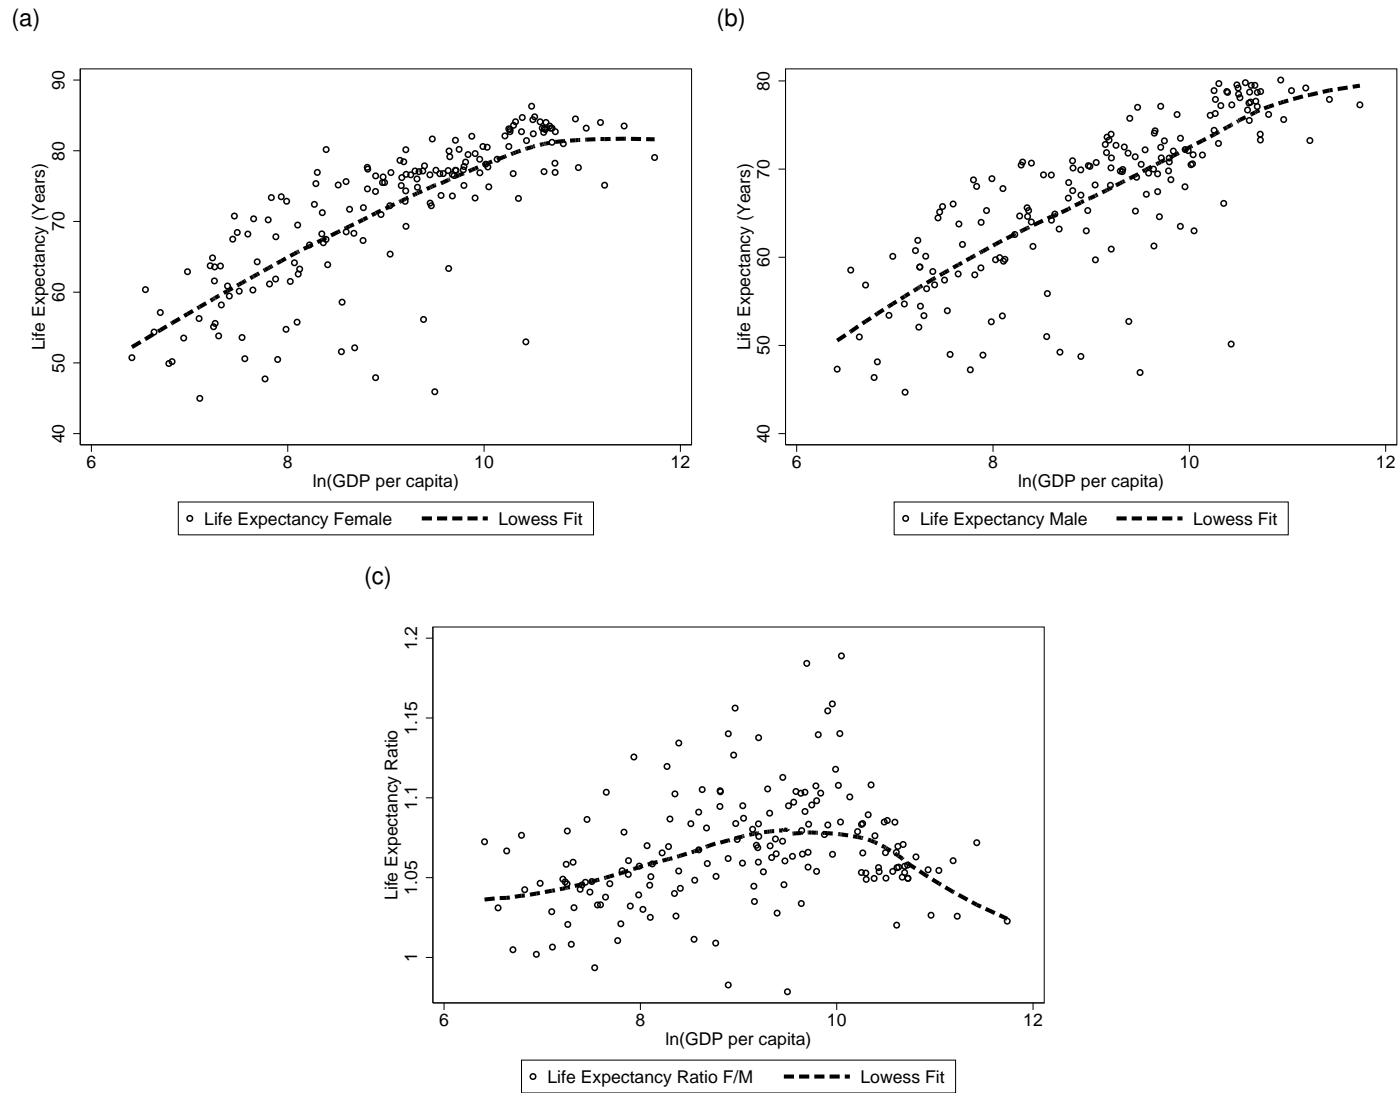 (a)
(b)
90
80
70
60
50
40
Life Expectancy (Years)
6 8 10 12
ln(GDP per capita)
Life Expectancy Female Lowess Fit
80
70
60
50
40
Life Expectancy (Years)
6 8 10 12
ln(GDP per capita)
Life Expectancy Male Lowess Fit
(c)
1.2
1.15
1.1
1.05
1
Life Expectancy Ratio
6 8 10 12
ln(GDP per capita)
Life Expectancy Ratio F/M Lowess Fit